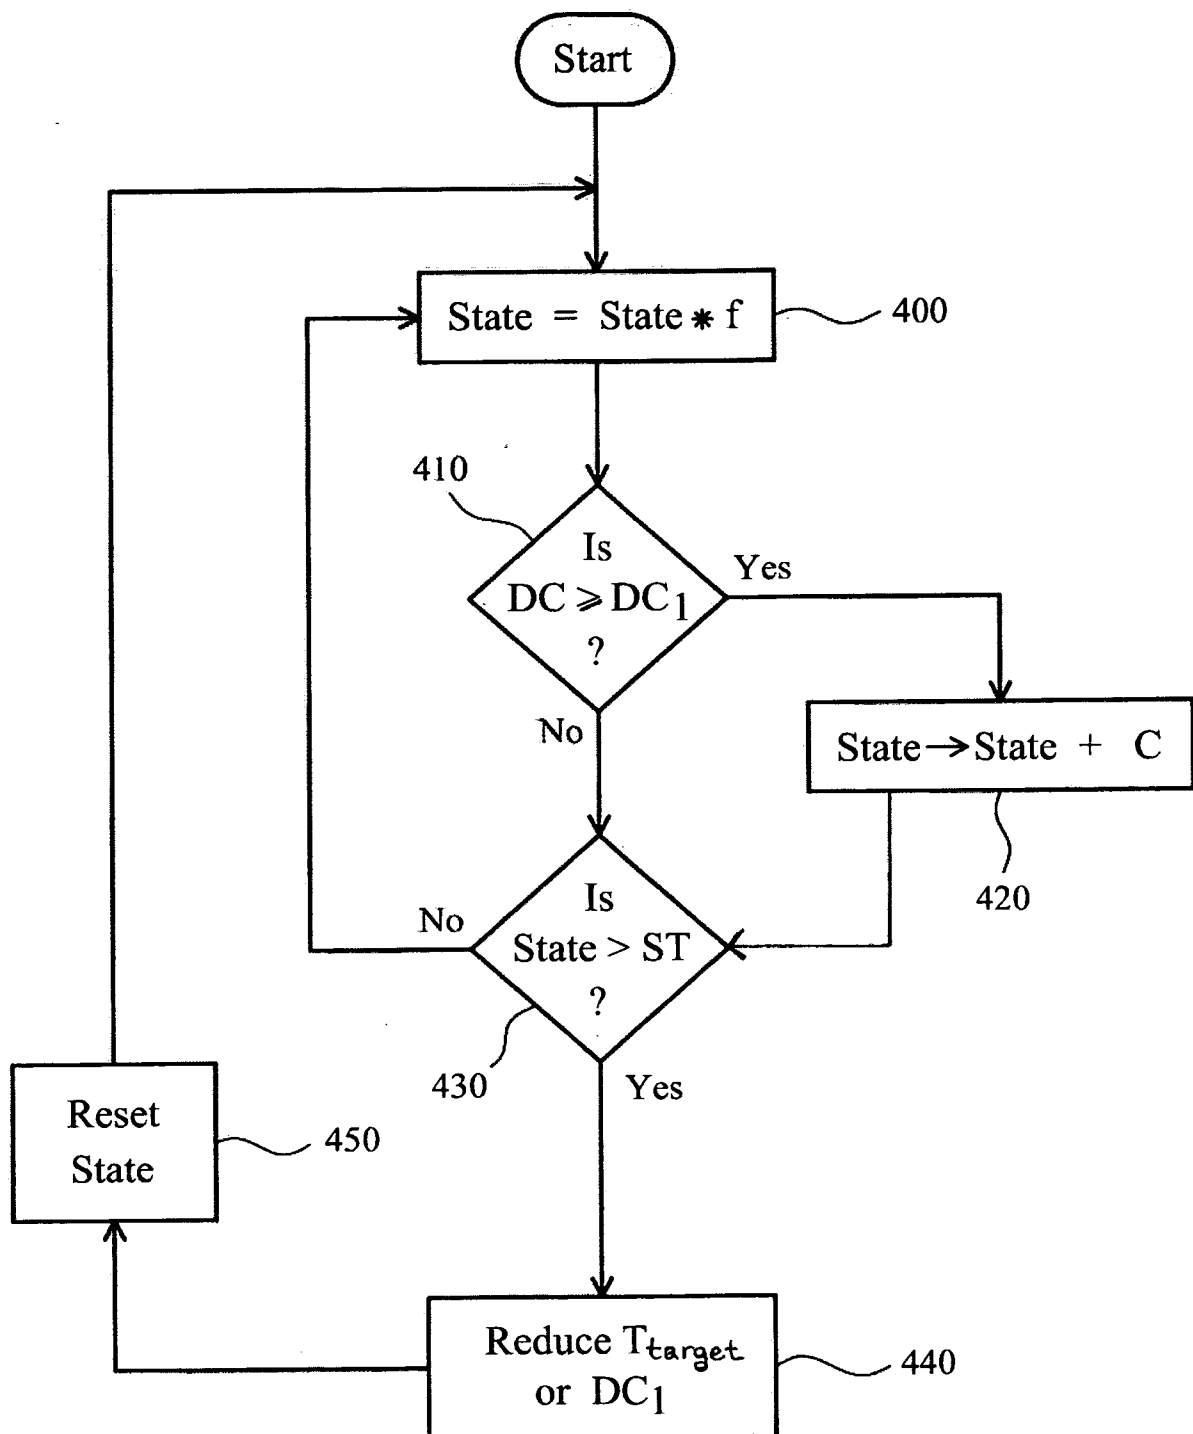 Start
State = State * f
400
410
Is
DC ⩾ DC1
?
Yes
No
State→State + C
420
Is
State > ST
?
No
430
Yes
Reset
State
450
Reduce Ttarget
or DC1
440